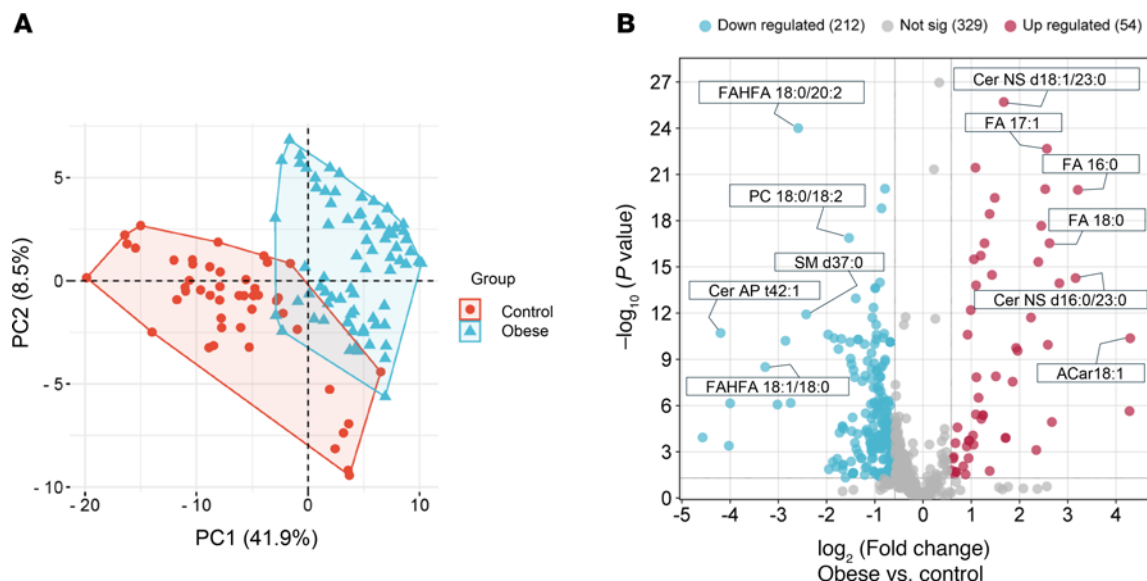 A
5
0
- 5
- 10
- 20
- 10
0
10
PC2 (8.5%)
PC1 (41.9%)
Group
Control
Obese
B
Down regulated (212)
Not sig (329)
Up regulated (54)
27
24
21
18
15
12
9
6
3
0
–log10 (P value)
FAHFA 18:0/20:2
Cer NS d18:1/23:0
FA 17:1
FA 16:0
PC 18:0/18:2
FA 18:0
SM d37:0
Cer AP t42:1
Cer NS d16:0/23:0
FAHFA 18:1/18:0
ACar18:1
-5
-4
-3
-2
-1
0
1
2
3
4
log2 (Fold change)
Obese vs. control